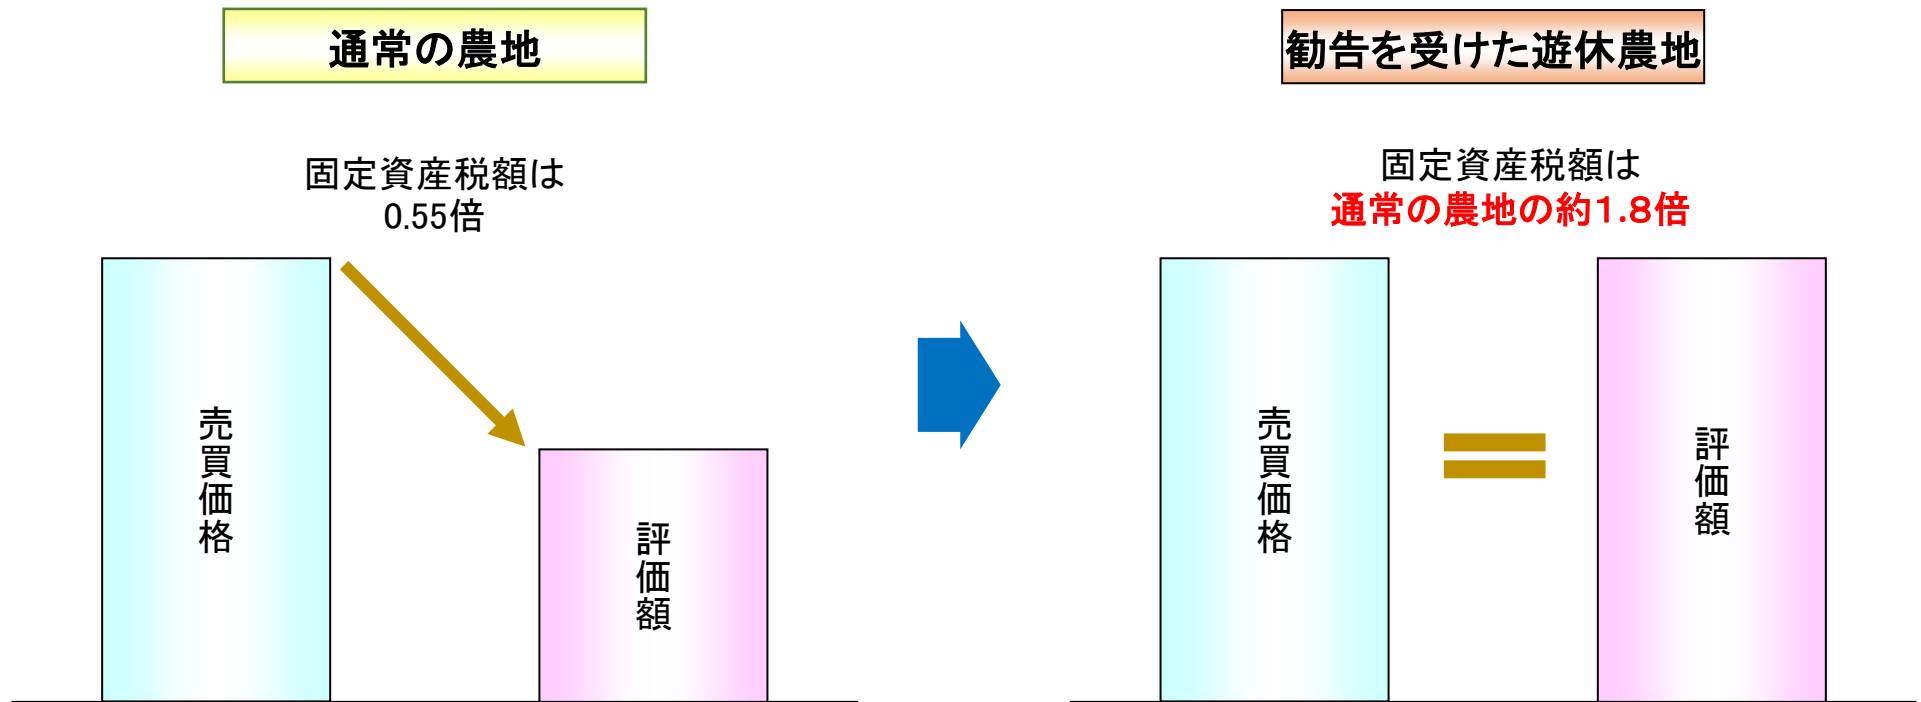 通常の農地
固定資産税額は
0.55倍
売買価格
評価額
勧告を受けた遊休農地
固定資産税額は
通常の農地の約1.8倍
売買価格
評価額